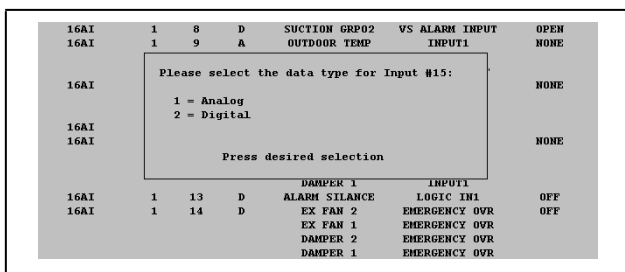 16AI 1 8 D SUCTION GRP02 VS ALARM INPUT OPEN
16AI 1 9 A OUTDOOR TEMP INPUT1 NONE
Please select the data type for Input #15:
16AI NONE
1 = Analog
2 = Digital
16AI
16AI NONE
Press desired selection
DAMPER 1 INPUT1
16AI 1 13 D ALARM SILANCE LOGIC IN1 OFF
16AI 1 14 D EX FAN 2 EMERGENCY OVR OFF
EX FAN 1 EMERGENCY OVR
DAMPER 2 EMERGENCY OVR
DAMPER 1 EMERGENCY OVR